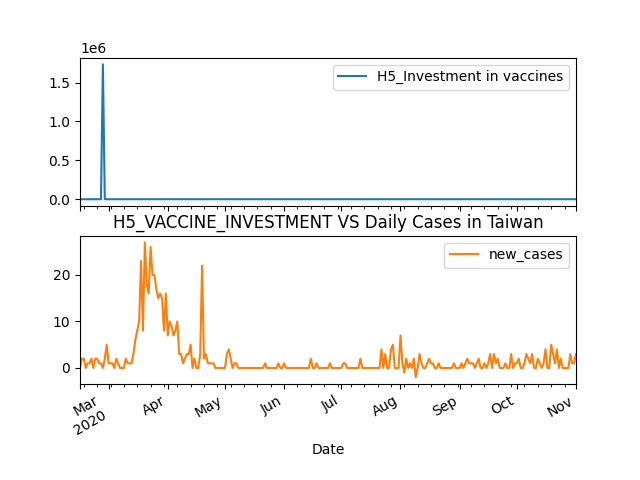 1e6
H5_Investment in vaccines
1.5
1.0
0.5
0.0
H5_VACCINE_INVESTMENT VS Daily Cases in Taiwan
new_cases
20
10
0
Mar Apr May Jun Jul Aug Sep Oct Nov
2020
Date